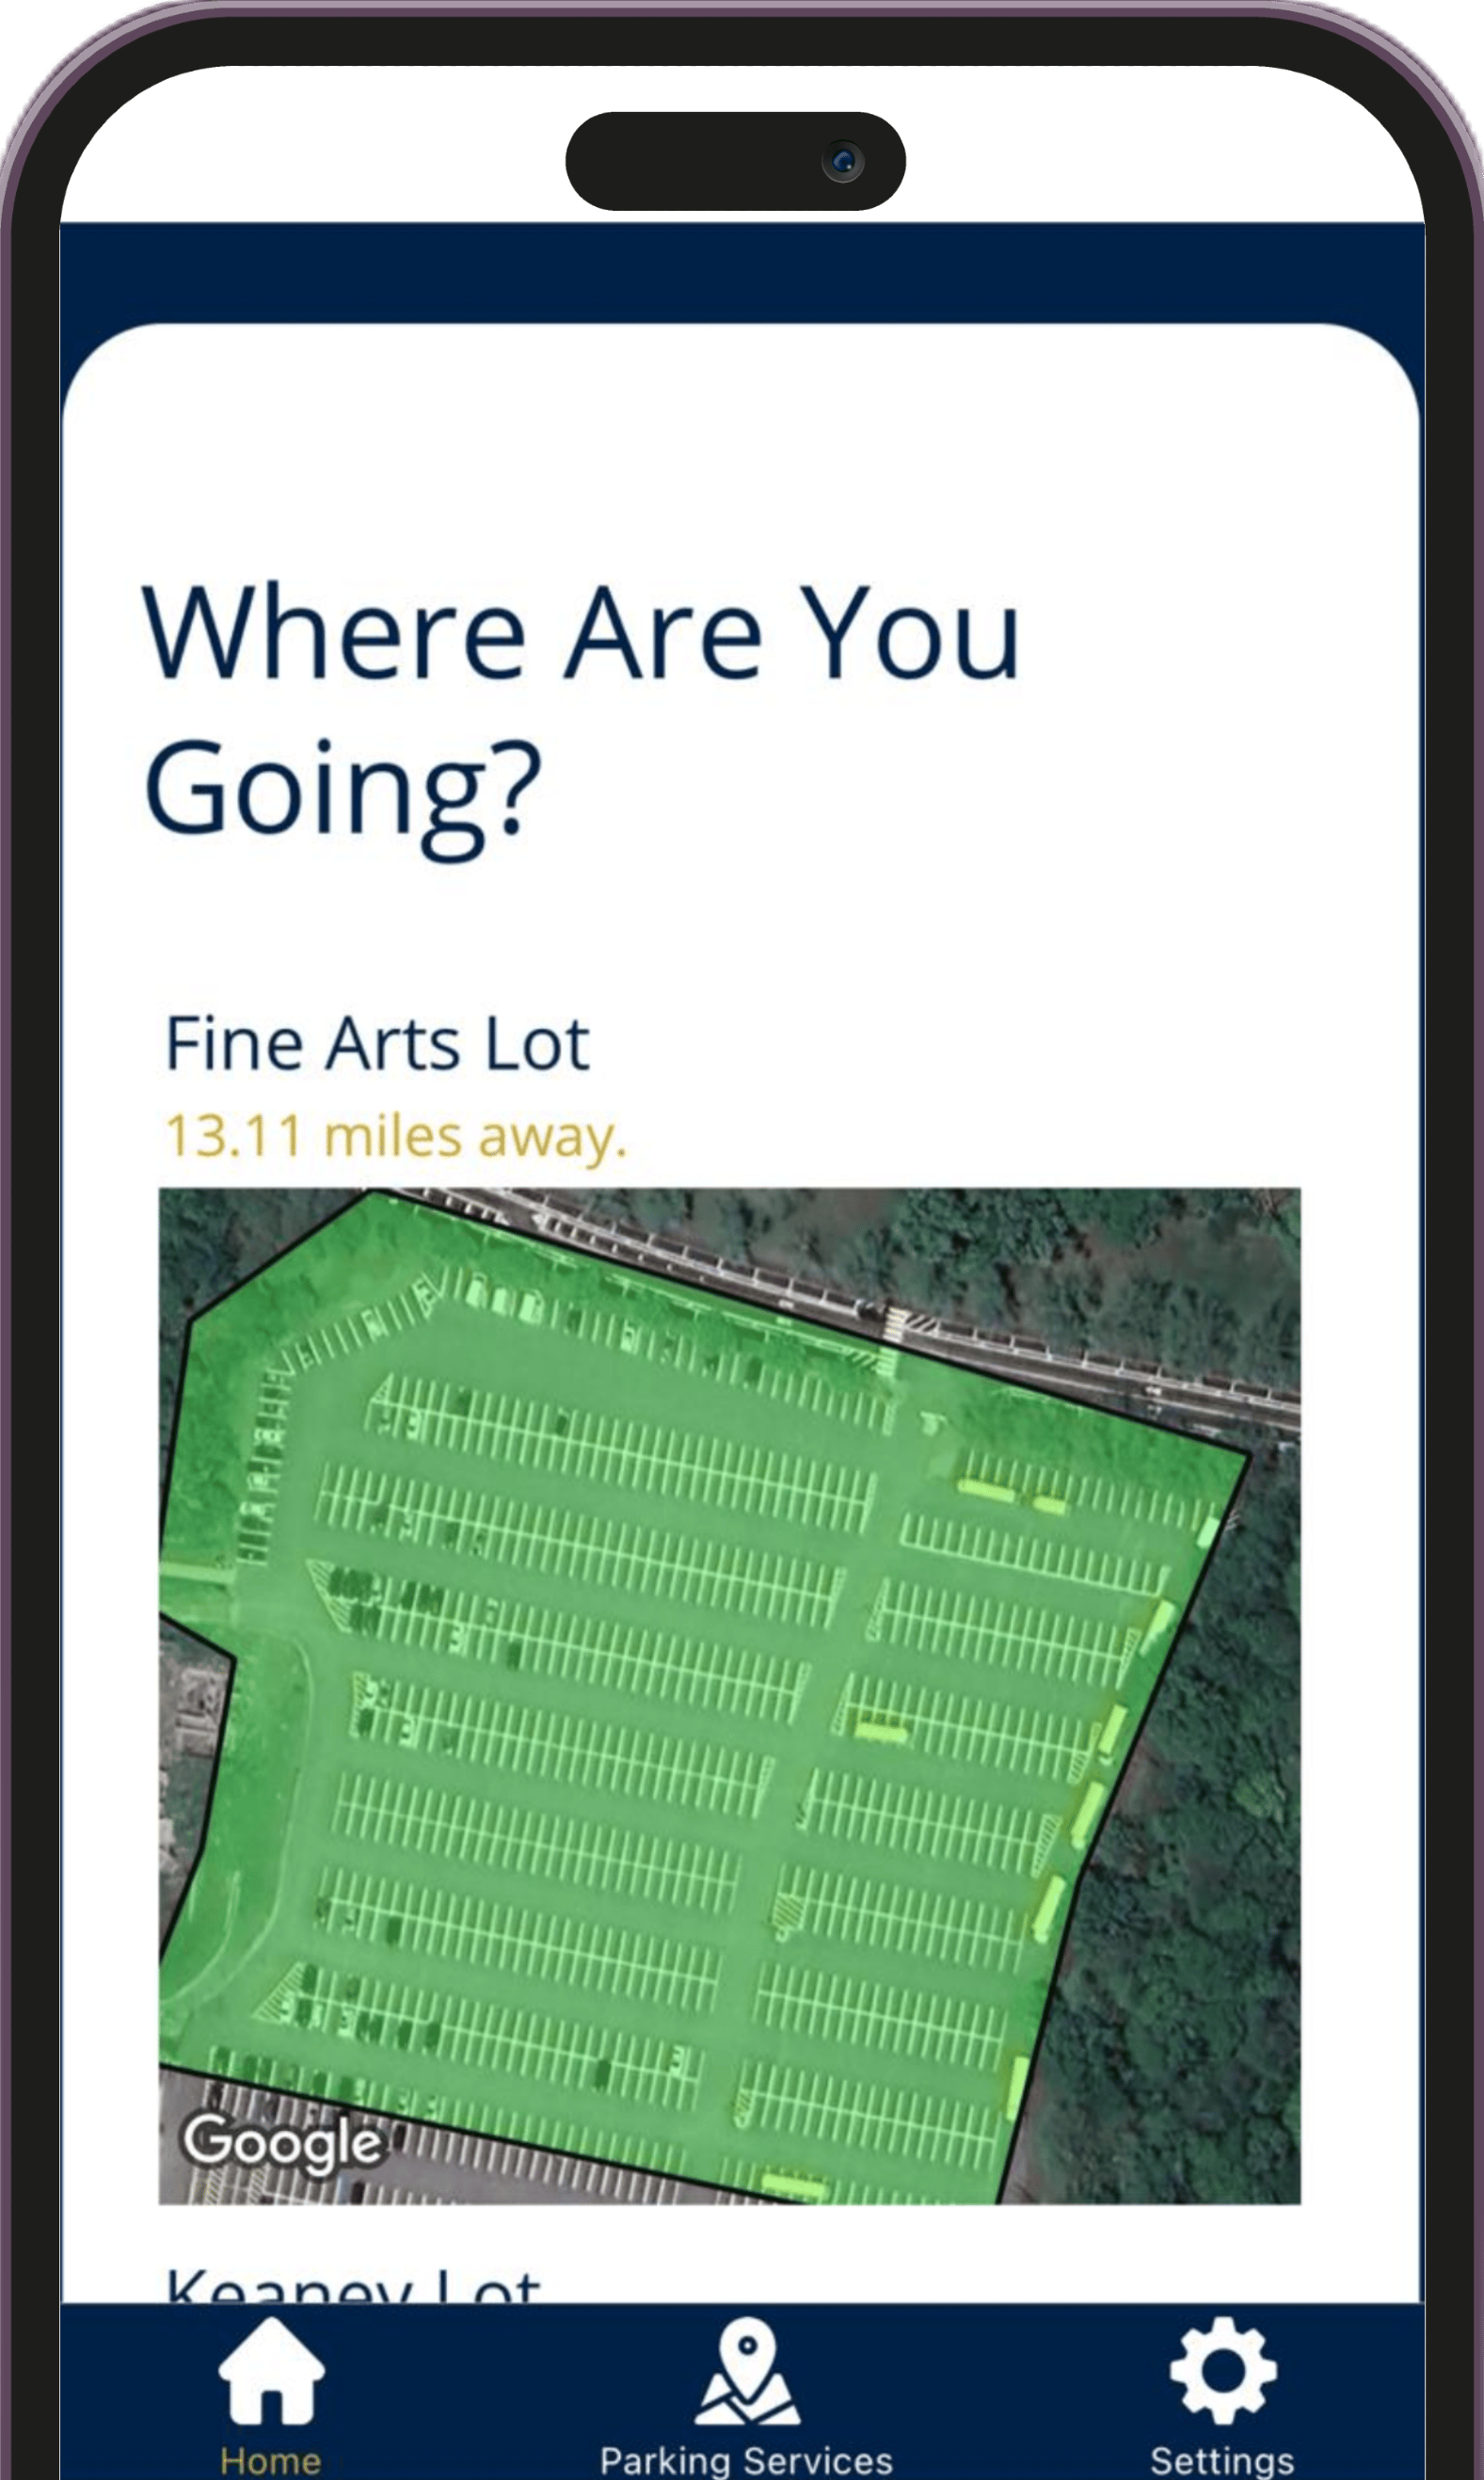 Where Are You
Going?
Fine Arts Lot
13.11 miles away.
Google
Keaney Lot
Home
Parking Services
Settings